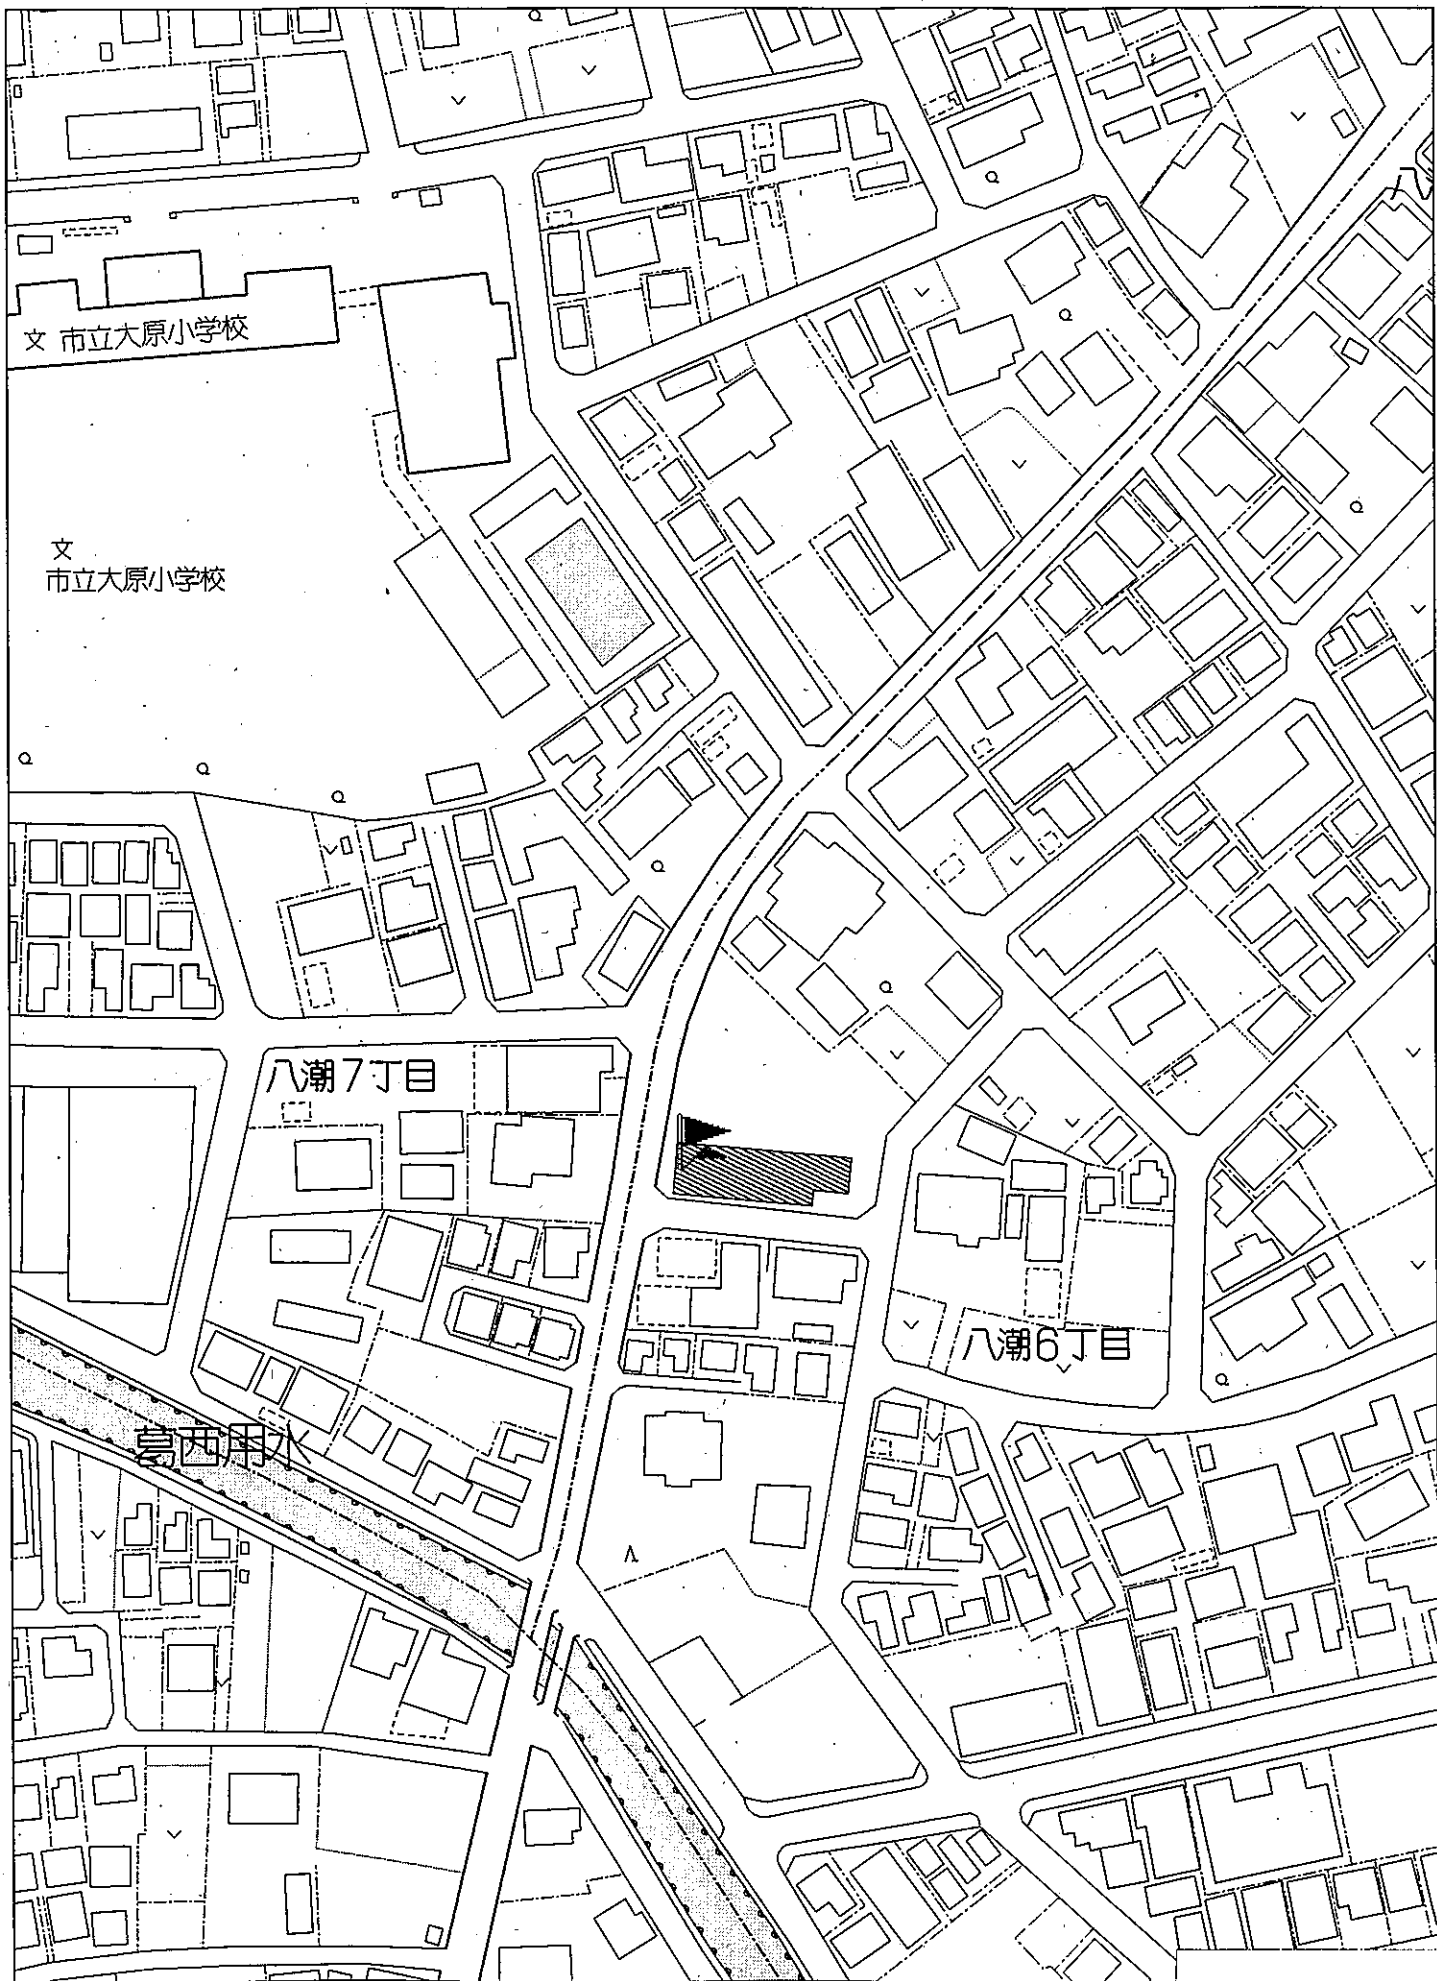 文 市立大原小学校
文
市立大原小学校
八潮7丁目
八潮6丁目
葛西用水